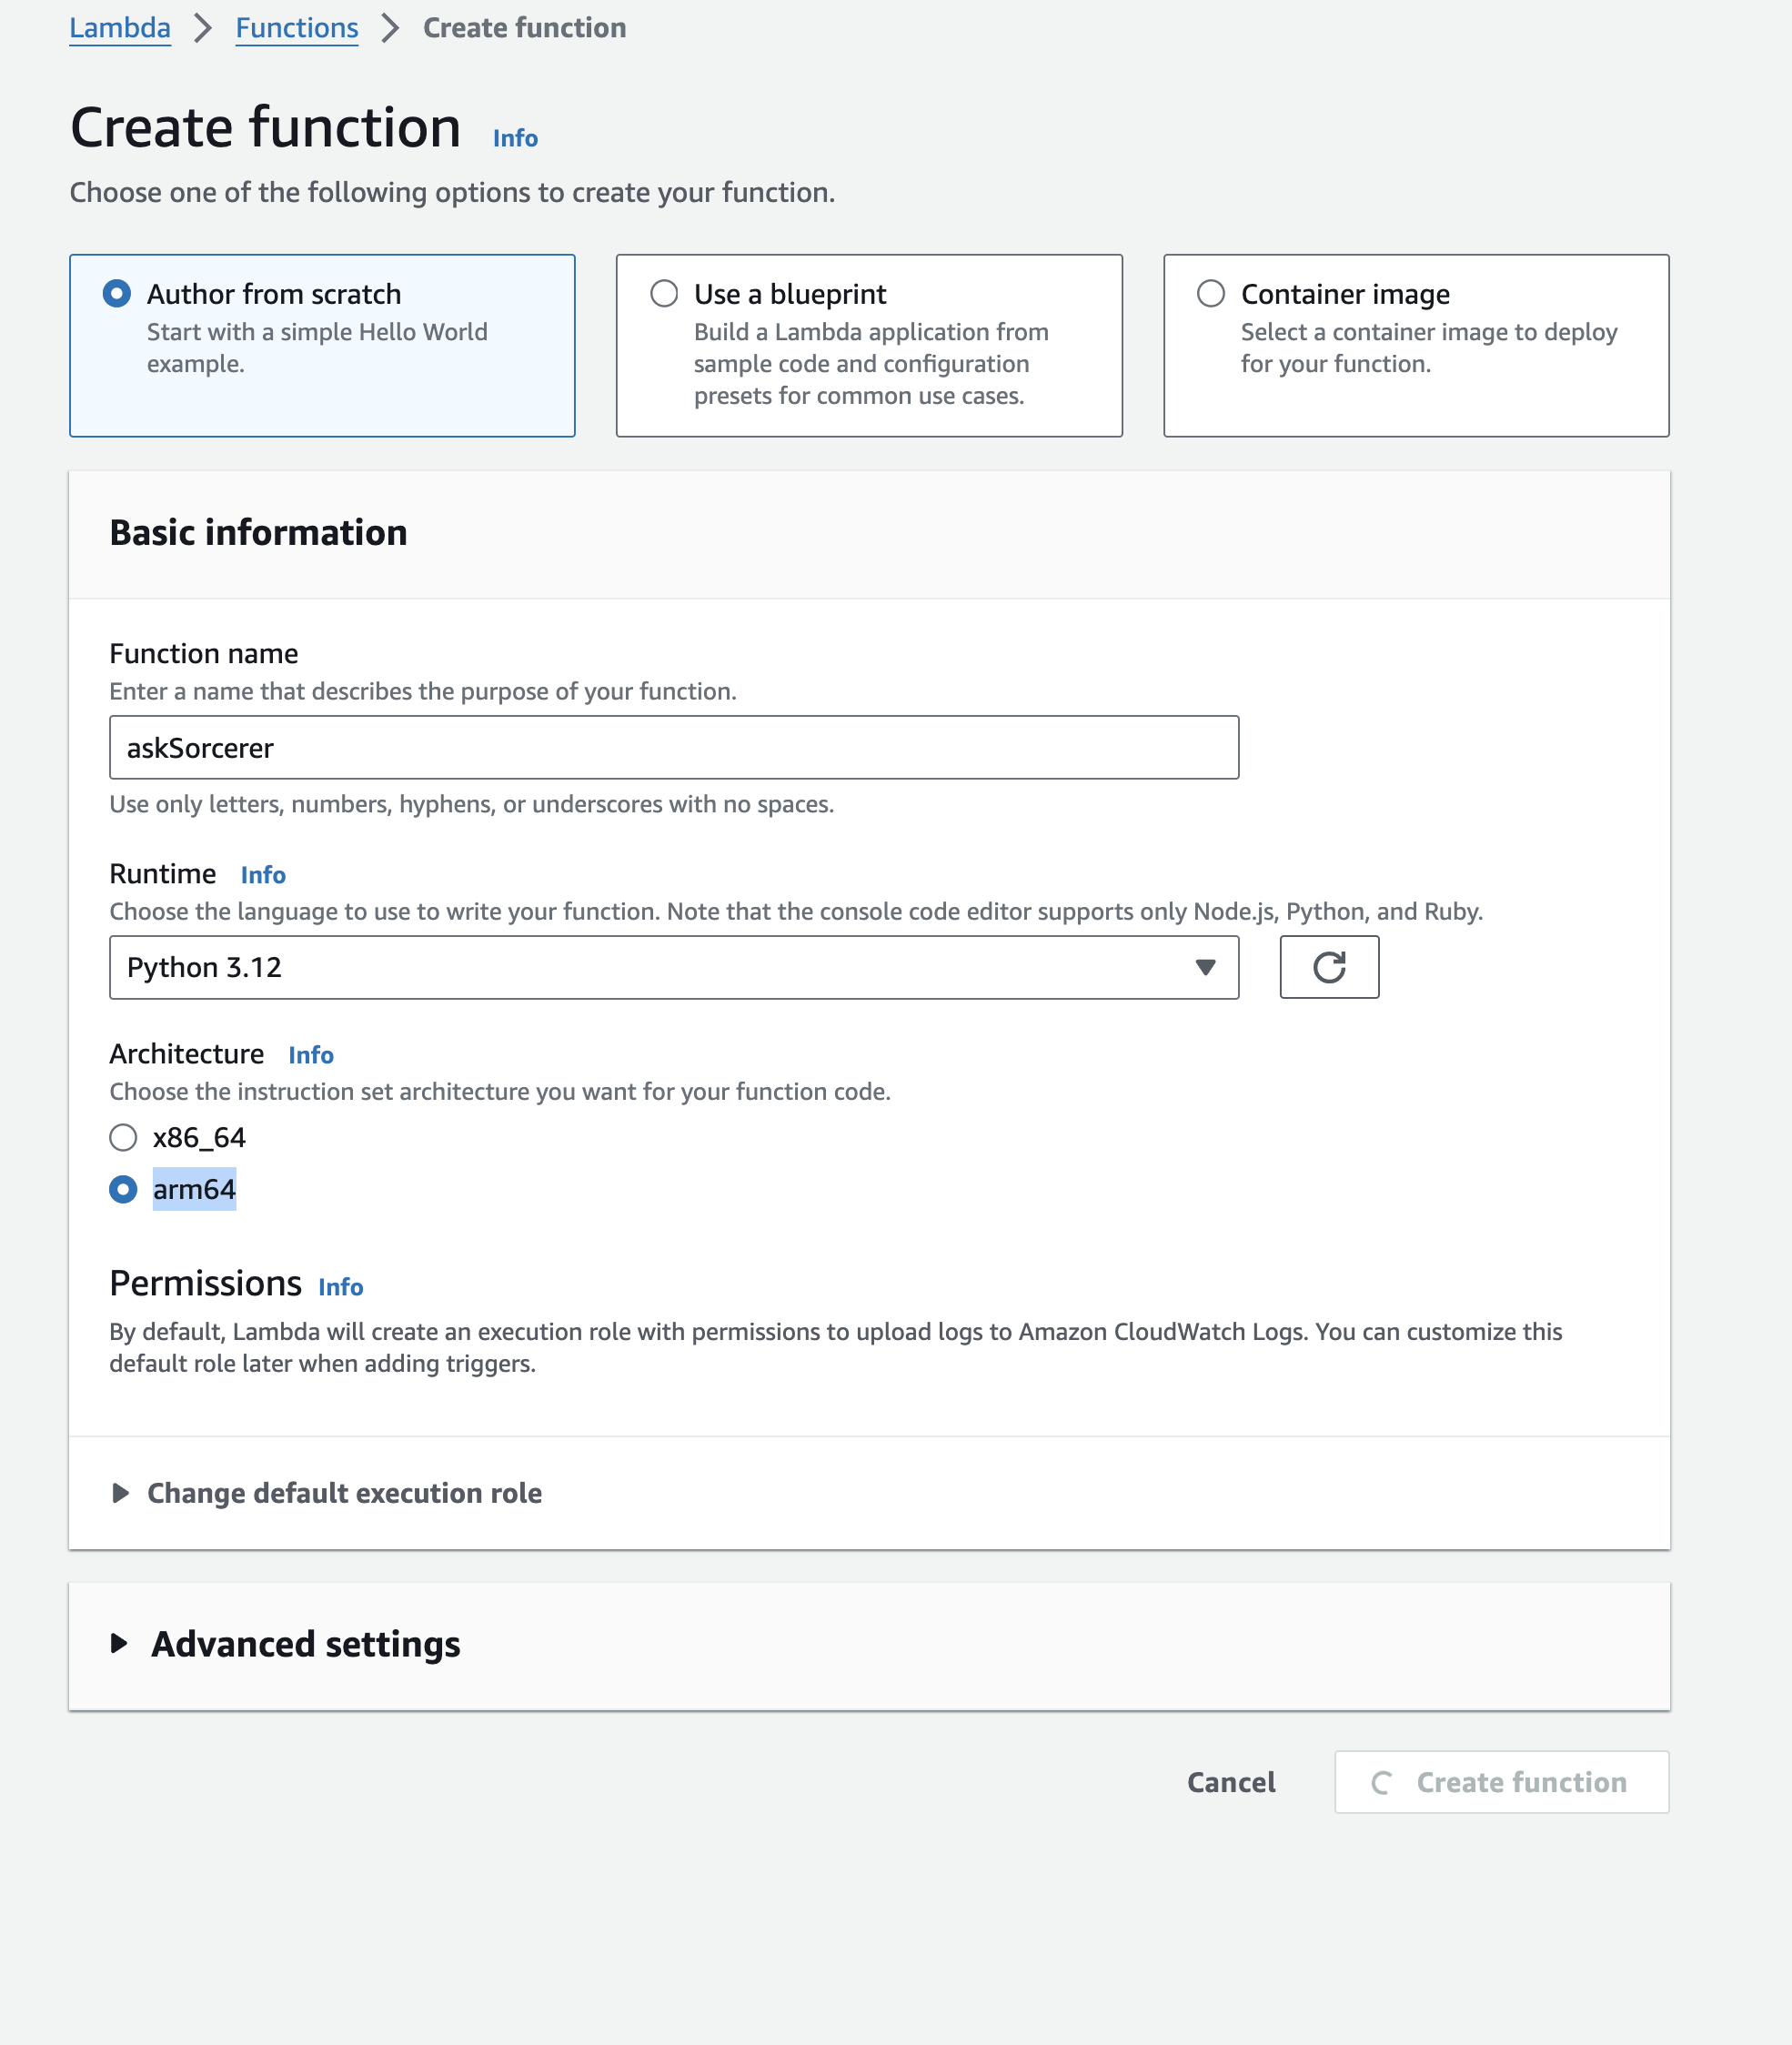 Lambda > Functions > Create function
Create function Info
Choose one of the following options to create your function.
Author from scratch
Start with a simple Hello World
example.
Use a blueprint
Build a Lambda application from
sample code and configuration
presets for common use cases.
Container image
Select a container image to deploy
for your function.
Basic information
Function name
Enter a name that describes the purpose of your function.
askSorcerer
Use only letters, numbers, hyphens, or underscores with no spaces.
Runtime Info
Choose the language to use to write your function. Note that the console code editor supports only Node.js, Python, and Ruby.
Python 3.12
Architecture Info
Choose the instruction set architecture you want for your function code.
x86_64
arm64
Permissions Info
By default, Lambda will create an execution role with permissions to upload logs to Amazon CloudWatch Logs. You can customize this
default role later when adding triggers.
Change default execution role
Advanced settings
Cancel Create function